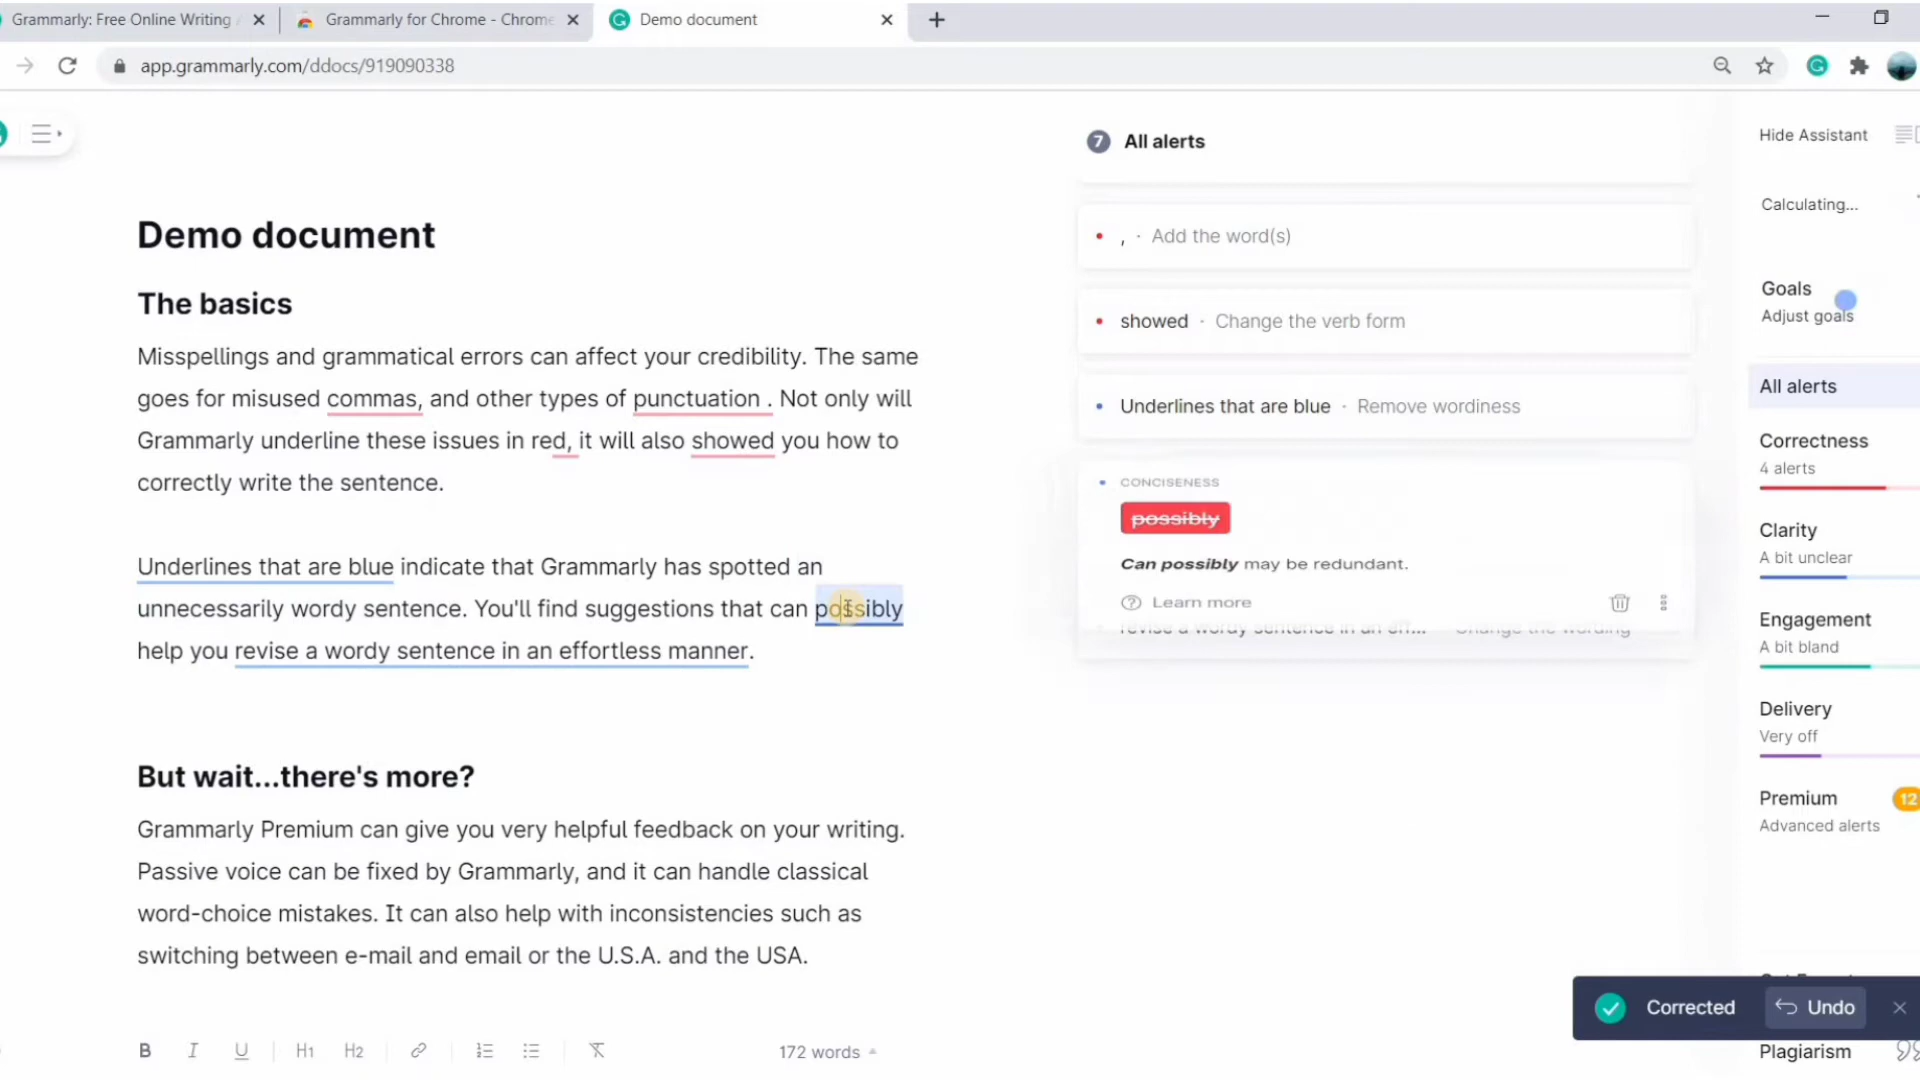 Grammarly: Free Online Writing
Grammarly for Chrome - Chrome
Demo document
app.grammarly.com/ddocs/919090338
Demo document
The basics
Misspellings and grammatical errors can affect your credibility. The same
goes for misused commas, and other types of punctuation . Not only will
Grammarly underline these issues in red, it will also showed you how to
correctly write the sentence.
Underlines that are blue indicate that Grammarly has spotted an
unnecessarily wordy sentence. You'll find suggestions that can possibly
help you revise a wordy sentence in an effortless manner.
But wait...there's more?
Grammarly Premium can give you very helpful feedback on your writing.
Passive voice can be fixed by Grammarly, and it can handle classical
word-choice mistakes. It can also help with inconsistencies such as
switching between e-mail and email or the U.S.A. and the USA.
B I U H1 H2
172 words
7 All alerts
, · Add the word(s)
showed · Change the verb form
Underlines that are blue · Remove wordiness
CONCISENESS
possibly
Can possibly may be redundant.
Learn more
revise a wordy sentence in an eff... Change the wording
Hide Assistant
Calculating...
Goals
Adjust goals
All alerts
Correctness
4 alerts
Clarity
A bit unclear
Engagement
A bit bland
Delivery
Very off
Premium 12
Advanced alerts
Corrected Undo
Plagiarism